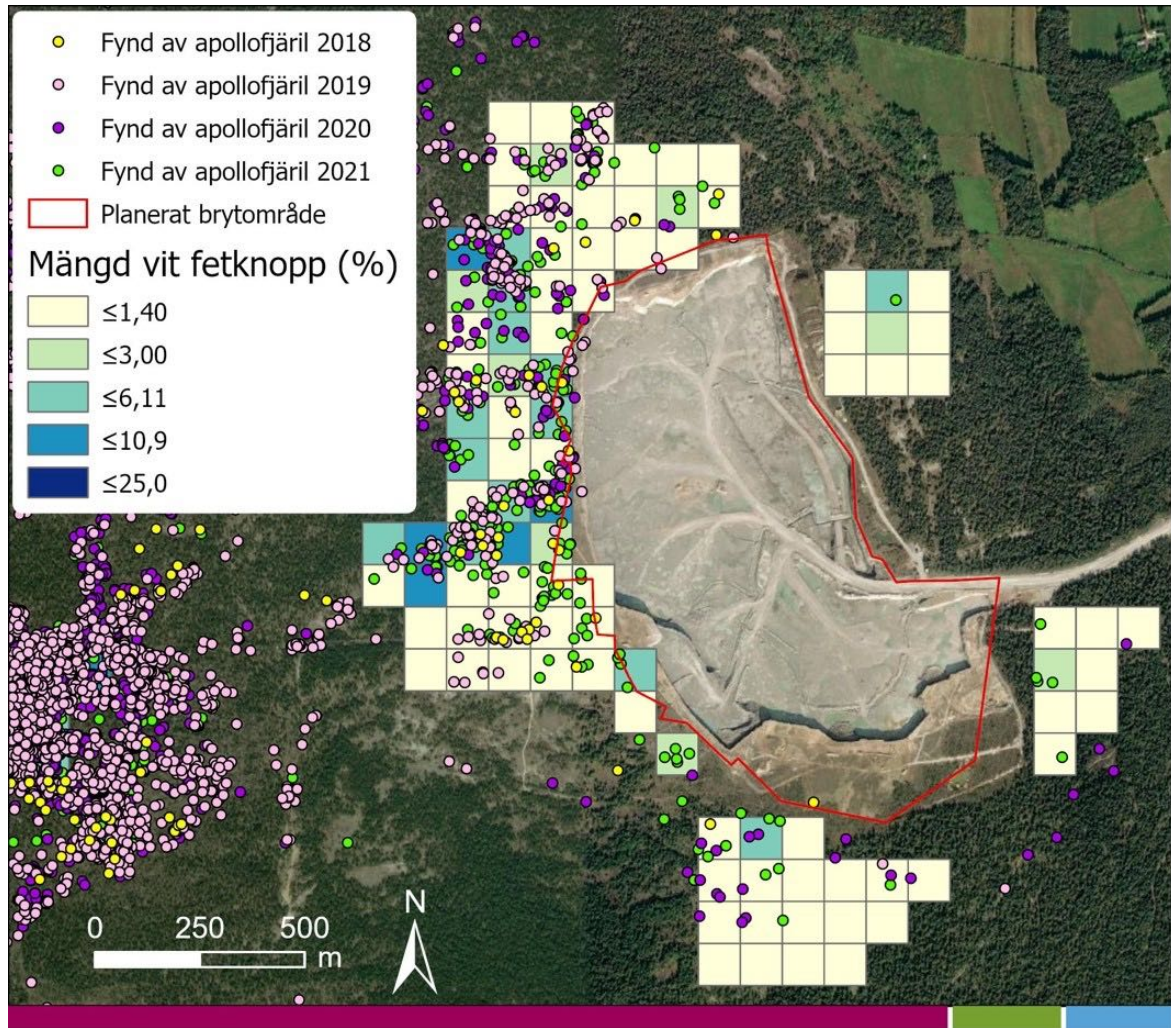 Fynd av apollofjäril 2018
Fynd av apollofjäril 2019
Fynd av apollofjäril 2020
Fynd av apollofjäril 2021
Planerat brytområde
Mängd vit fetknopp (%)
≤1,40
≤3,00
≤6,11
≤10,9
≤25,0
N
0 250 500
m